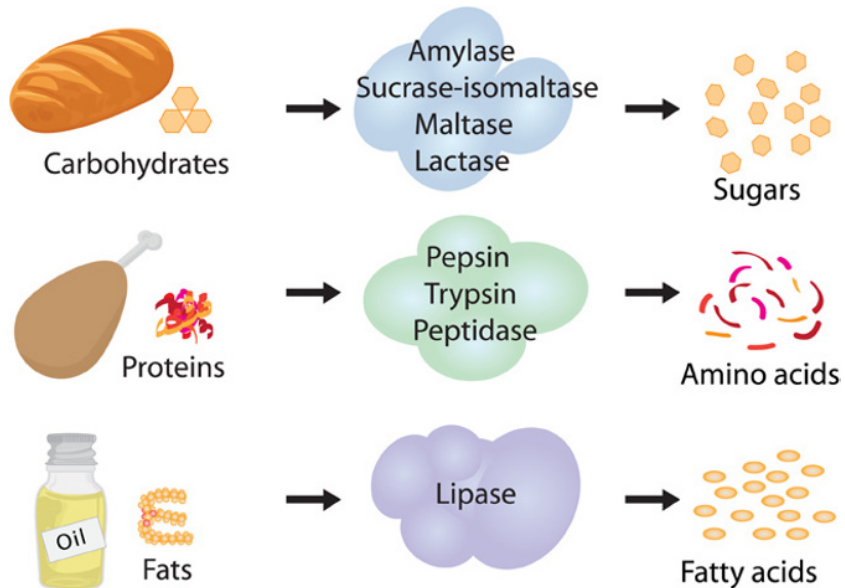 Carbohydrates
Amylase
Sucrase-isomaltase
Maltase
Lactase
Sugars
Proteins
Pepsin
Trypsin
Peptidase
Amino acids
Oil
Fats
Lipase
Fatty acids